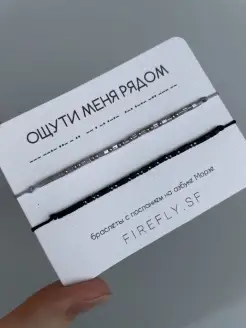 ОЩУТИ МЕНЯ РЯДОМ
браслеты с посланием на азбуке Морзе
FIREFLY.SF